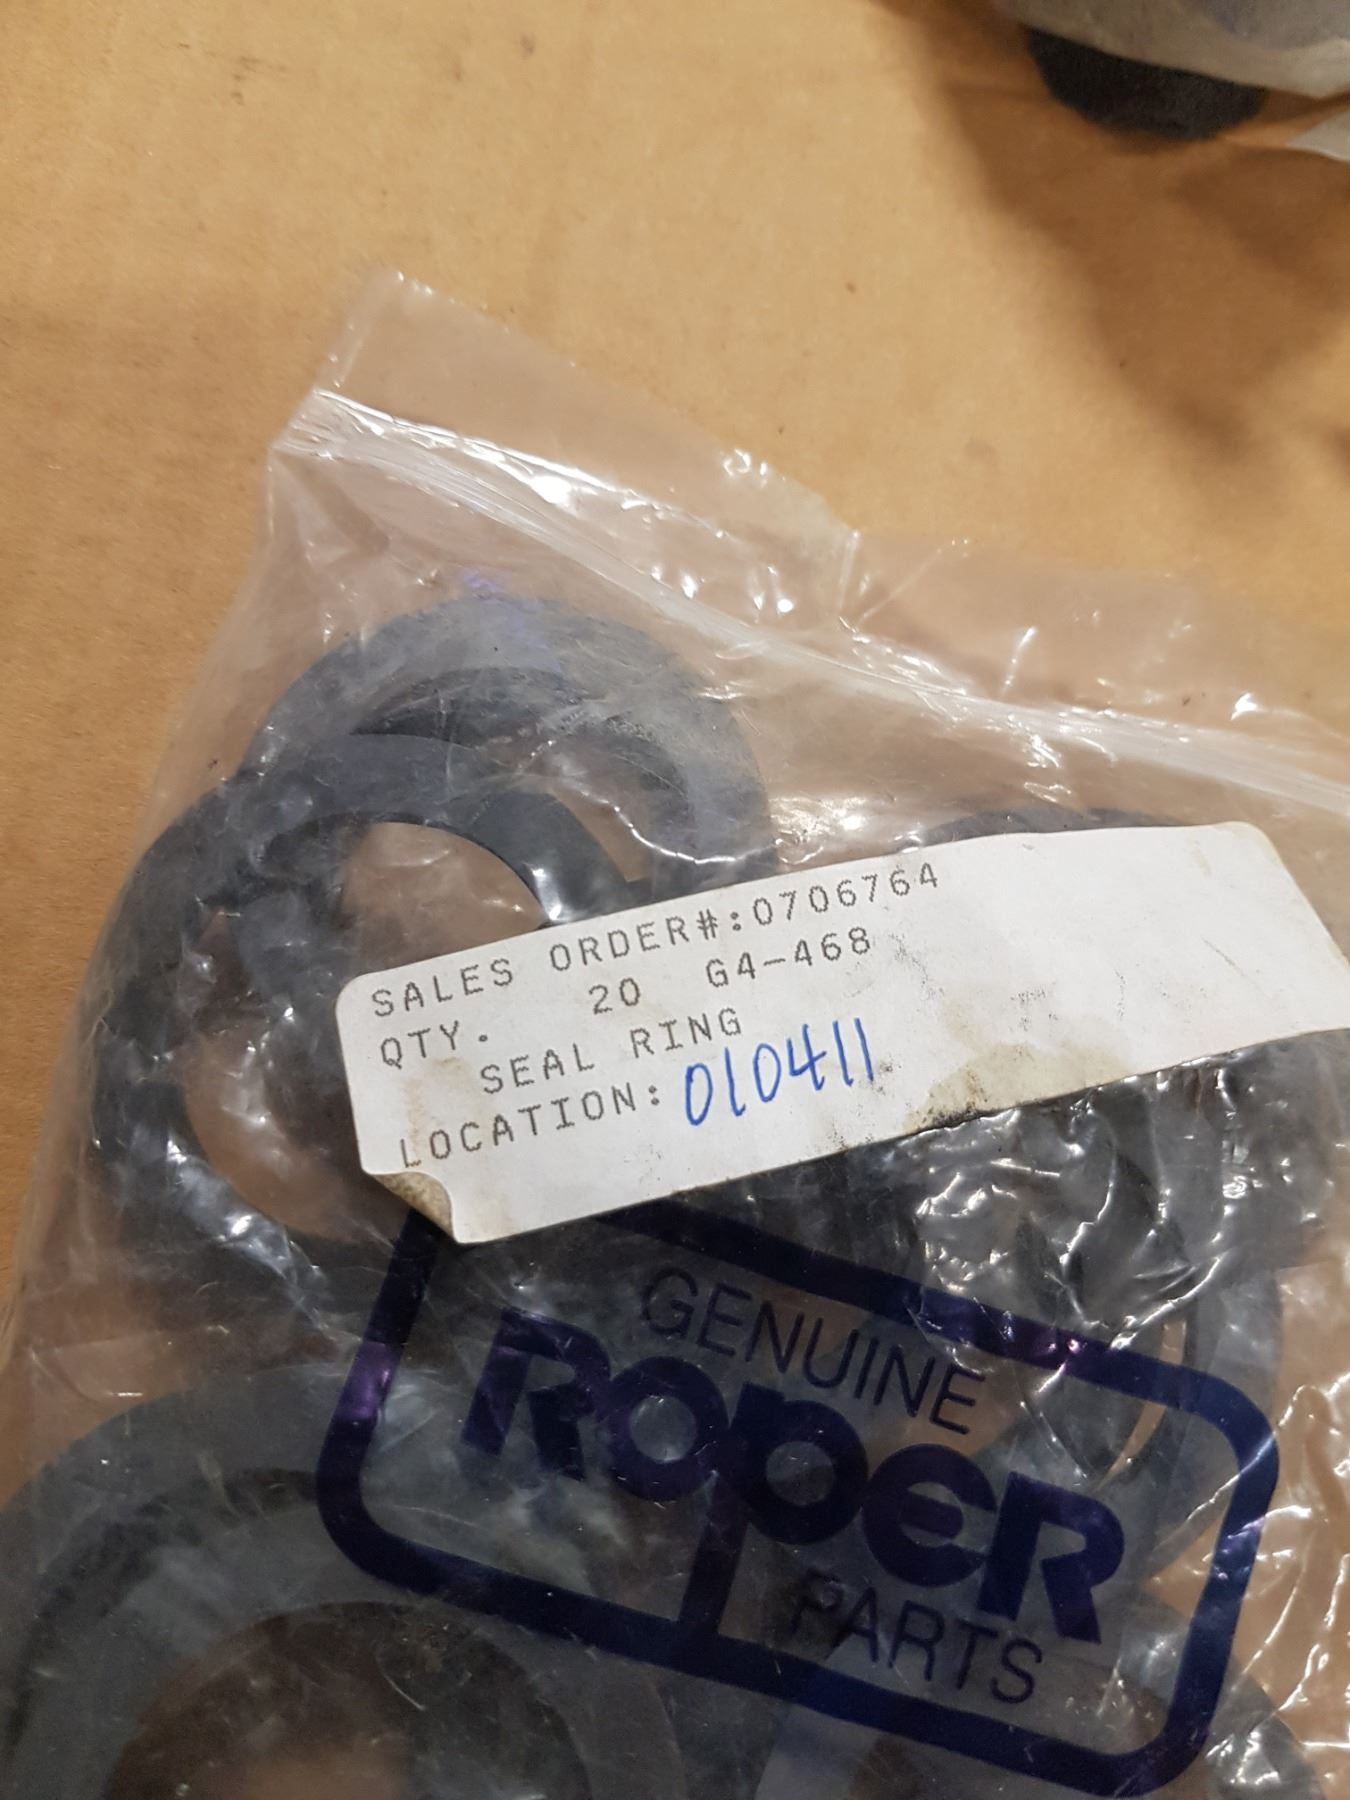 SALES ORDER#:0706764
QTY. 20 G4-468
SEAL RING
LOCATION: 010411
GENUINE
ROPER
PARTS